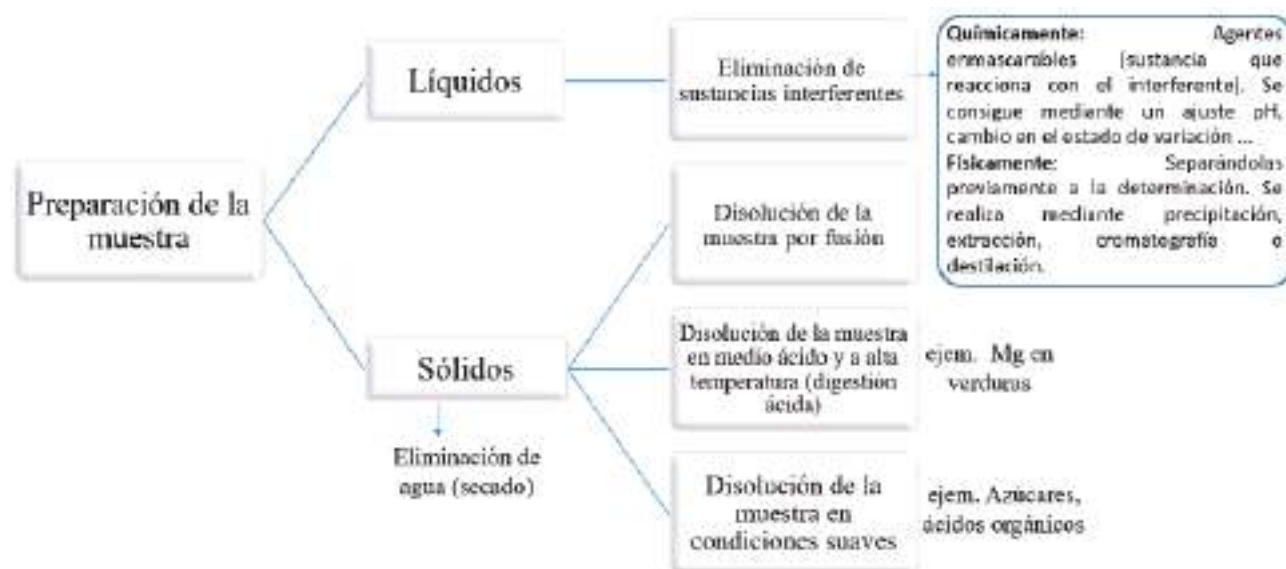 Preparación de la
muestra
Líquidos
Eliminación de
sustancias interferentes
Químicamente: Agentes
enmascarables [sustancia que
reacciona con el interferente]. Se
consigue mediante un ajuste pH,
cambio en el estado de variación ...
Físicamente: Separándolas
previamente a la determinación. Se
realiza mediante precipitación,
extracción, cromatografía o
destilación.
Sólidos
Eliminación de
agua (secado)
Disolución de la
muestra por fusión
Disolución de la muestra
en medio ácido y a alta
temperatura (digestión
ácida)
ejem. Mg en
verduras
Disolución de la
muestra en
condiciones suaves
ejem. Azúcares,
ácidos orgánicos